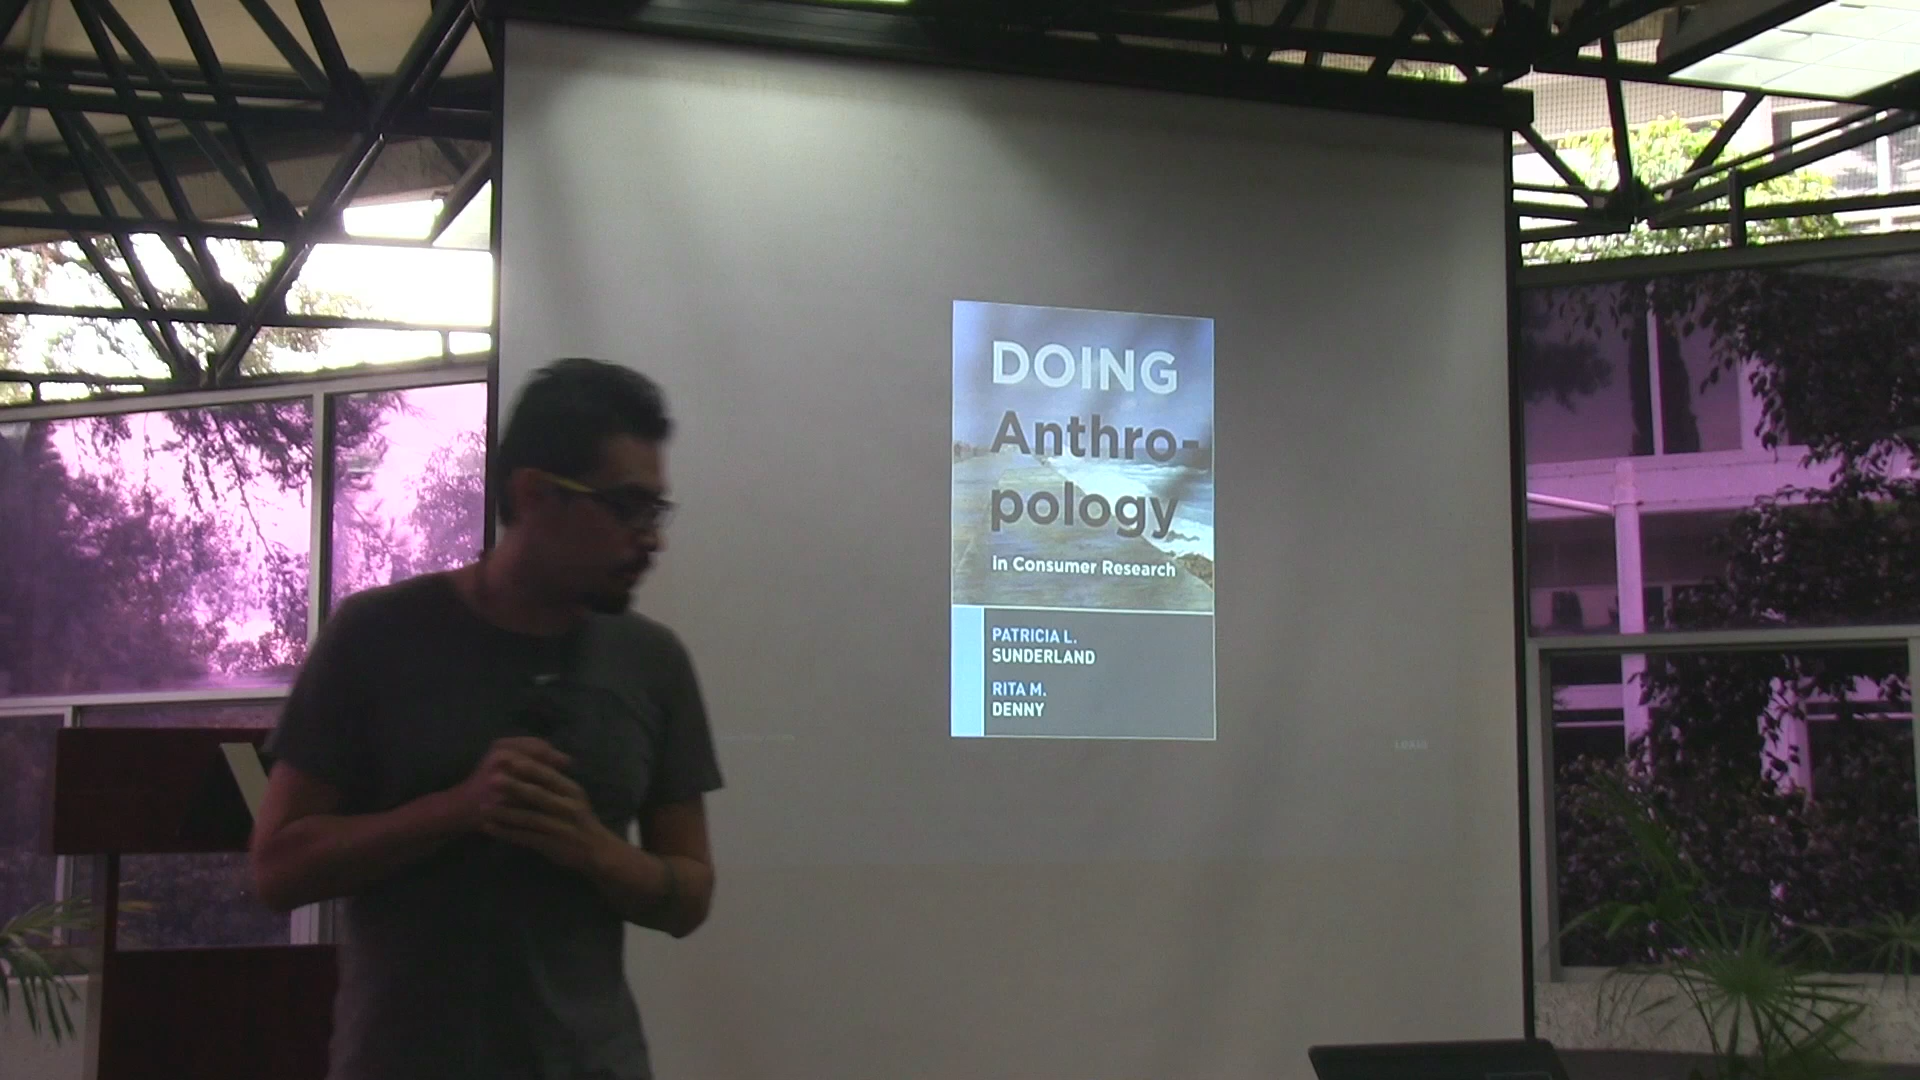 DOING
Anthro-
pology
in Consumer Research
PATRICIA L.
SUNDERLAND
RITA M.
DENNY